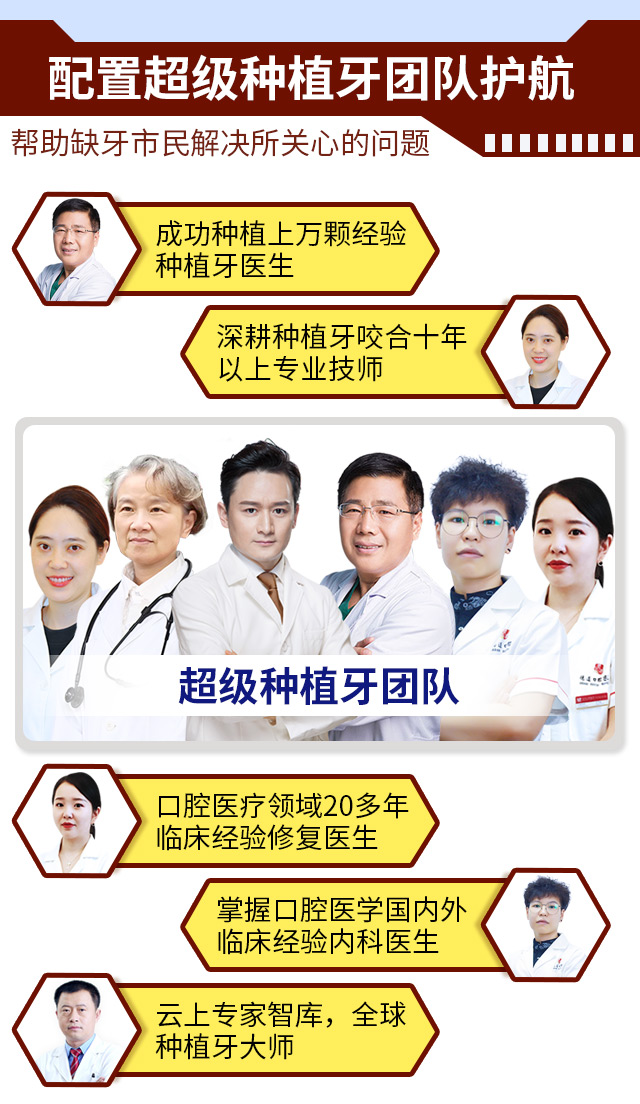 配置超级种植牙团队护航
帮助缺牙市民解决所关心的问题
成功种植上万颗经验
种植牙医生
深耕种植牙咬合十年
以上专业技师
超级种植牙团队
口腔医疗领域20多年
临床经验修复医生
掌握口腔医学国内外
临床经验内科医生
云上专家智库，全球
种植牙大师